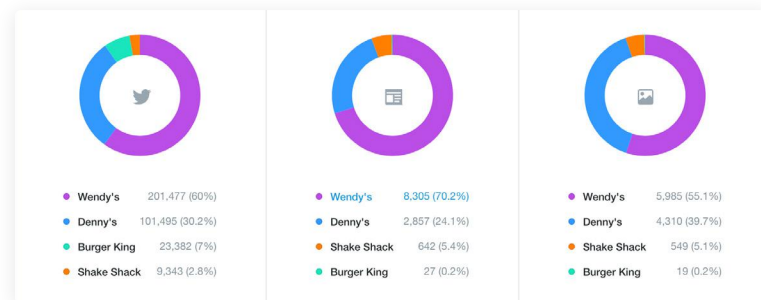 Wendy's 201,477 (60%)
Denny's 101,495 (30.2%)
Burger King 23,382 (7%)
Shake Shack 9,343 (2.8%)
Wendy's 8,305 (70.2%)
Denny's 2,857 (24.1%)
Shake Shack 642 (5.4%)
Burger King 27 (0.2%)
Wendy's 5,985 (55.1%)
Denny's 4,310 (39.7%)
Shake Shack 549 (5.1%)
Burger King 19 (0.2%)